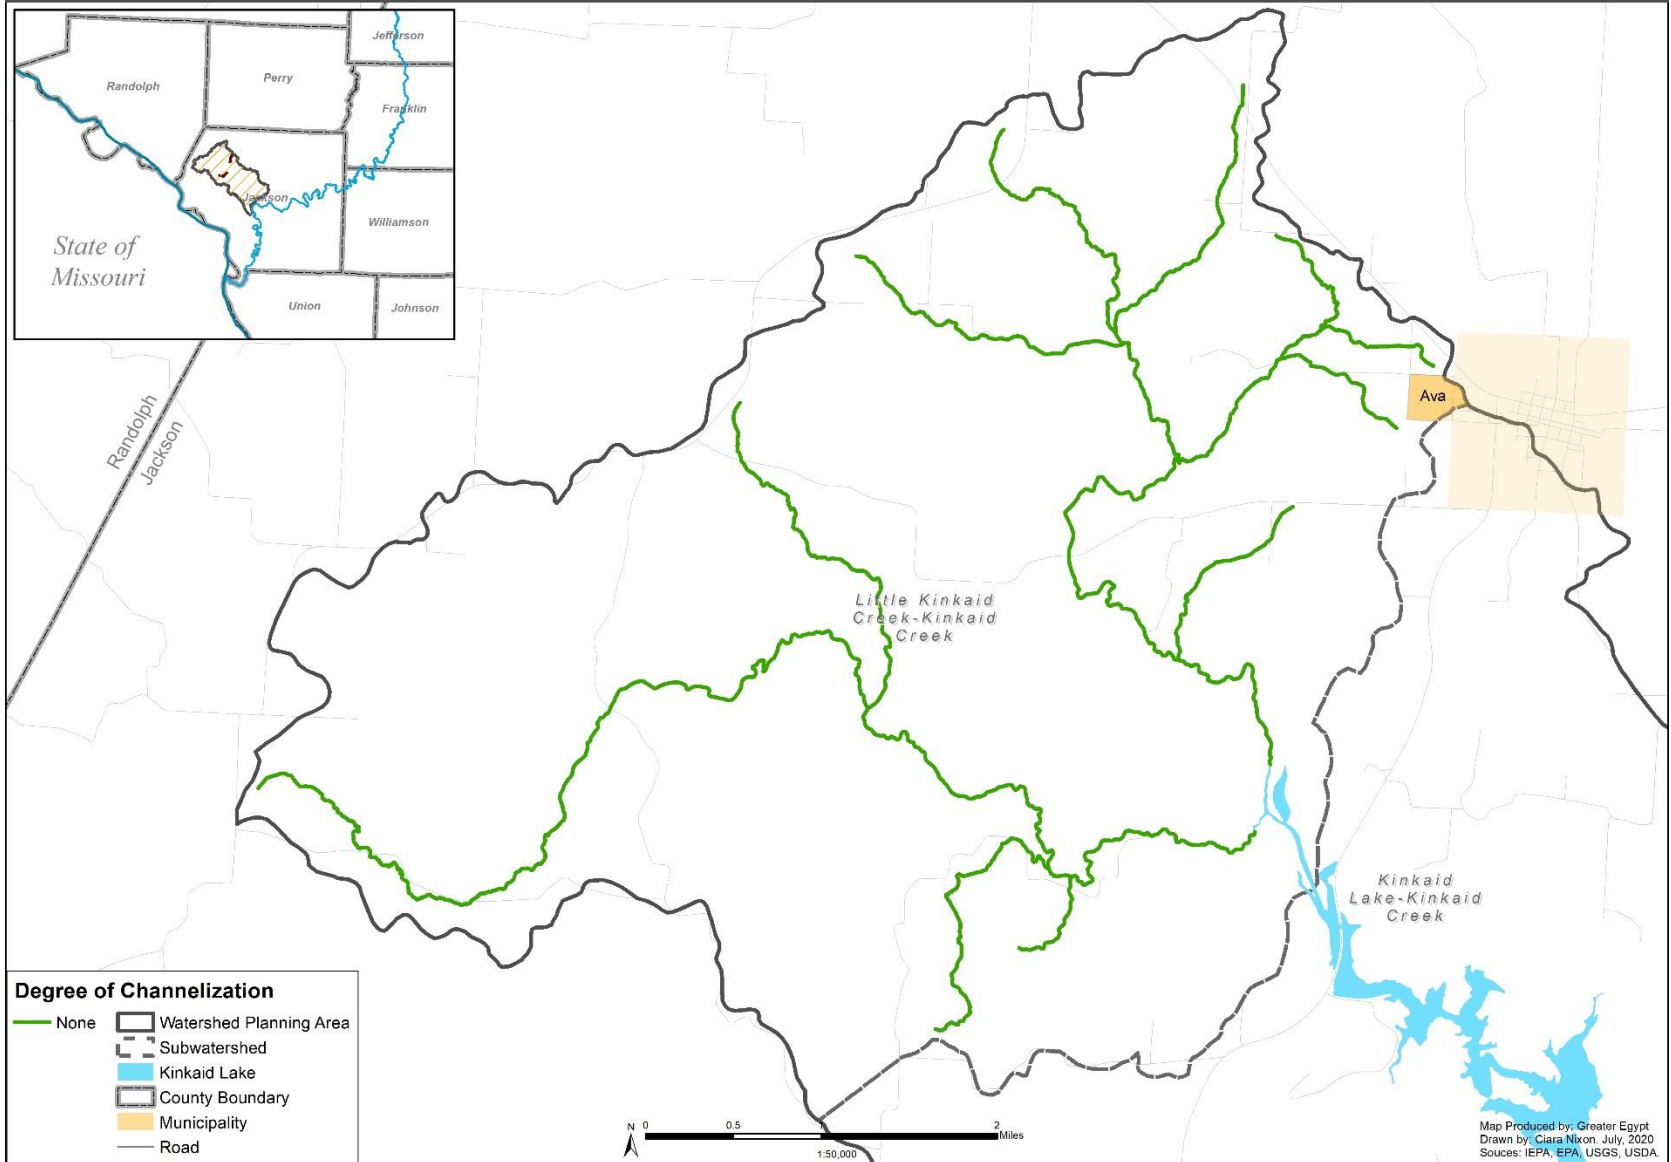 Jefferson
Randolph
Perry
Franklin
Jackson
Williamson
State of
Missouri
Union
Johnson
Randolph
Jackson
Ava
Little Kinkaid
Creek-Kinkaid
Creek
Kinkaid
Lake-Kinkaid
Creek
Degree of Channelization
None
Watershed Planning Area
Subwatershed
Kinkaid Lake
County Boundary
Municipality
Road
N
0 0.5 1 2
Miles
1:50,000
Map Produced by: Greater Egypt
Drawn by: Ciara Nixon. July, 2020
Souces: IEPA, EPA, USGS, USDA.